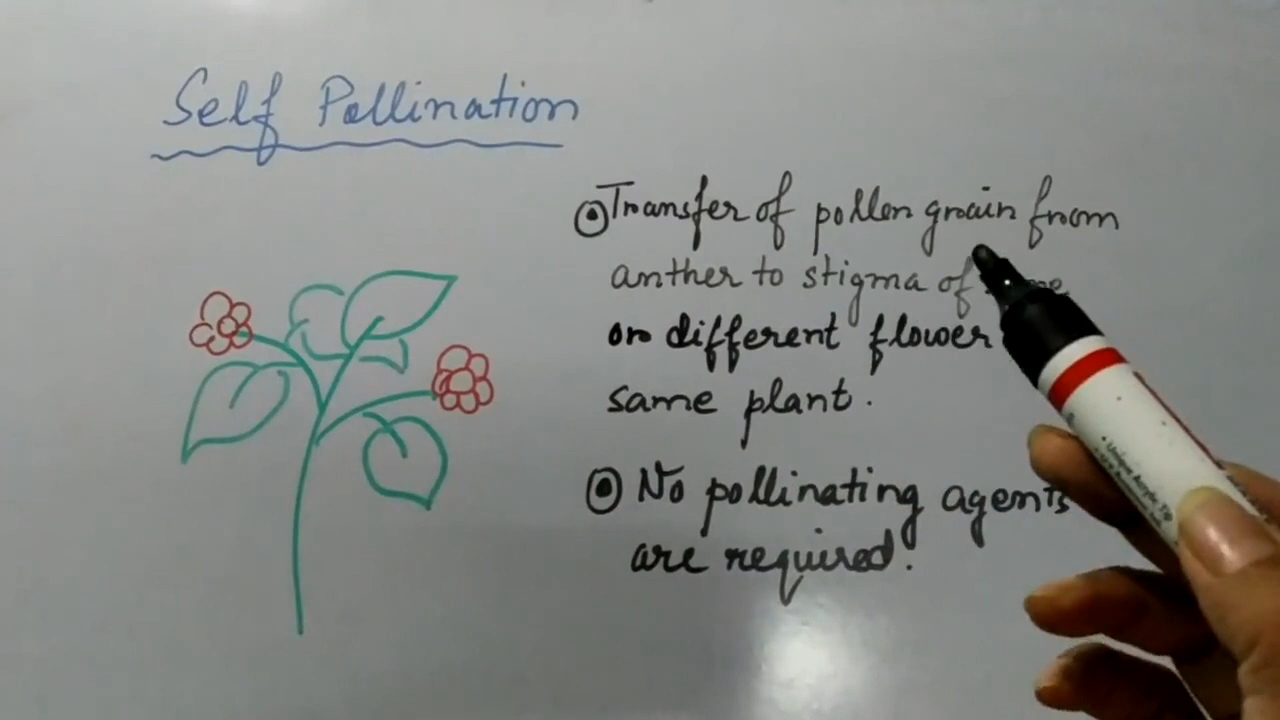 Self Pollination
Transfer of pollen grain from
anther to stigma of
or different flower
same plant.
No pollinating agents
are required.